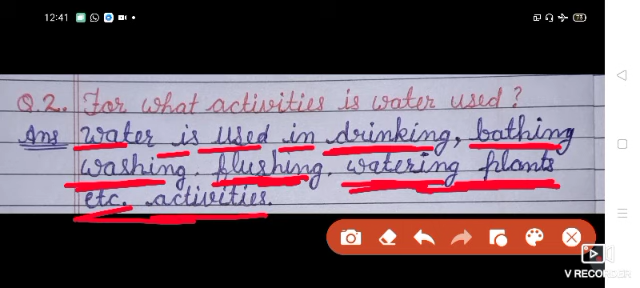 12:41
73
Q.2. For what activities is water used?
Ans water is used in drinking, bathing
washing, flushing, watering plants
etc. activities.
V RECORDER